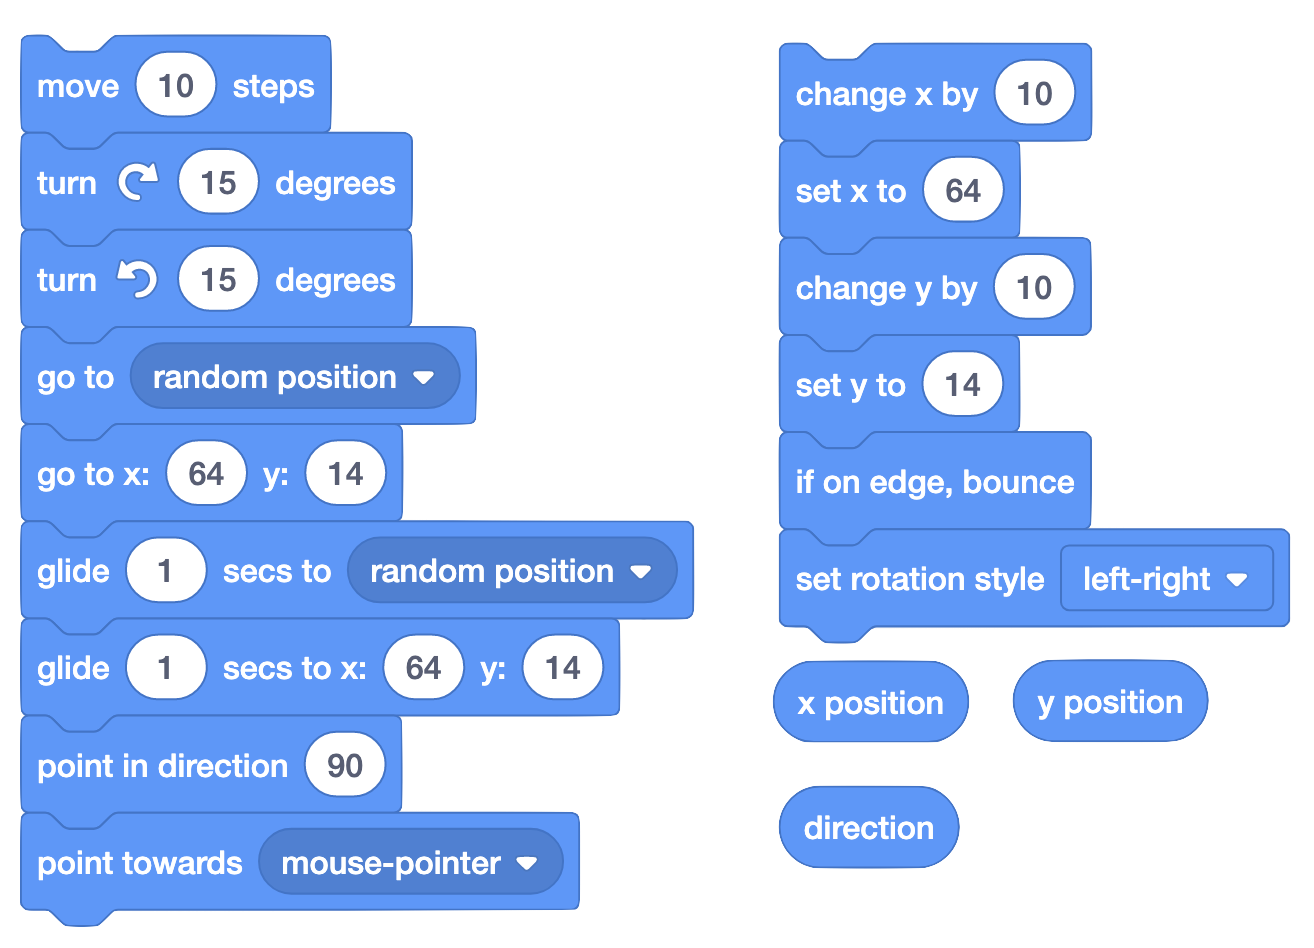 move 10 steps
turn 15 degrees
turn 15 degrees
go to random position
go to x: 64 y: 14
glide 1 secs to random position
glide 1 secs to x: 64 y: 14
point in direction 90
point towards mouse-pointer
change x by 10
set x to 64
change y by 10
set y to 14
if on edge, bounce
set rotation style left-right
x position
y position
direction